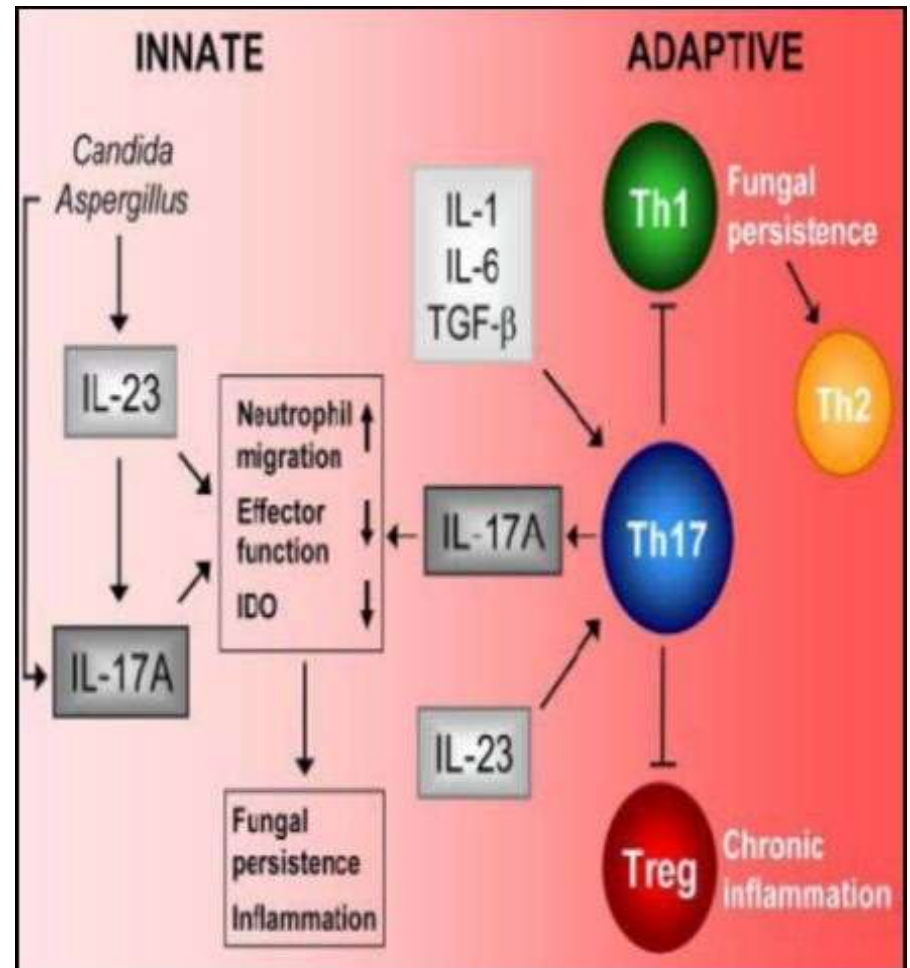 INNATE
ADAPTIVE
Candida
Aspergillus
IL-23
IL-17A
Neutrophil
migration
Effector
function
IDO
Fungal
persistence
Inflammation
IL-1
IL-6
TGF-β
IL-17A
IL-23
Th1
Fungal
persistence
Th2
Th17
Treg
Chronic
inflammation